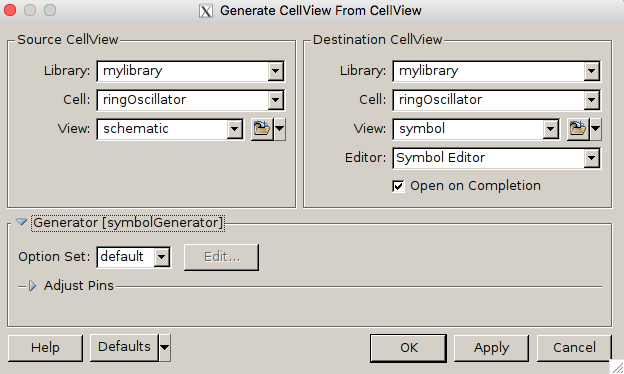 Generate CellView From CellView
Source CellView
Library: mylibrary
Cell: ringOscillator
View: schematic
Destination CellView
Library: mylibrary
Cell: ringOscillator
View: symbol
Editor: Symbol Editor
Open on Completion
Generator [symbolGenerator]
Option Set: default Edit...
Adjust Pins
Help Defaults OK Apply Cancel